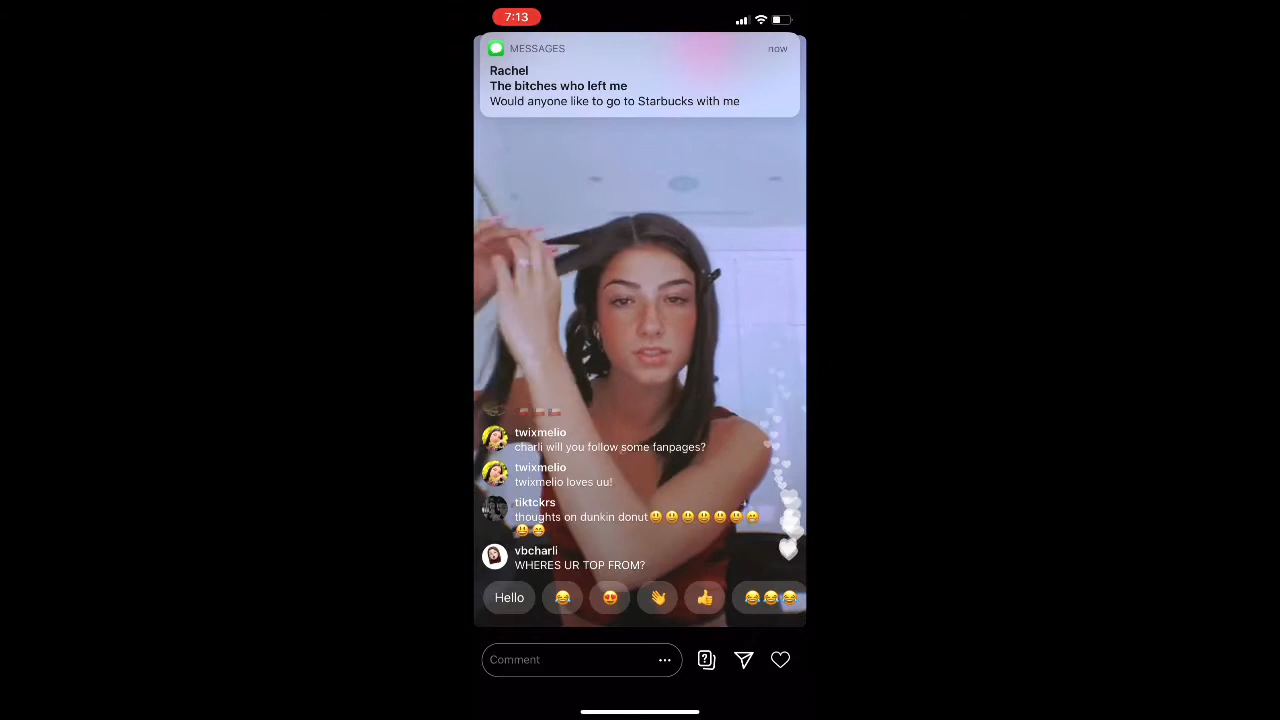 7:13
MESSAGES
now
Rachel
The bitches who left me
Would anyone like to go to Starbucks with me
twixmelio
charli will you follow some fanpages?
twixmelio
twixmelio loves uu!
tiktckrs
thoughts on dunkin donut😃😃😃😃😃😃😁
😃😁
vbcharli
WHERES UR TOP FROM?
Hello 😂 😍 👋 👍 😂😂😂
Comment